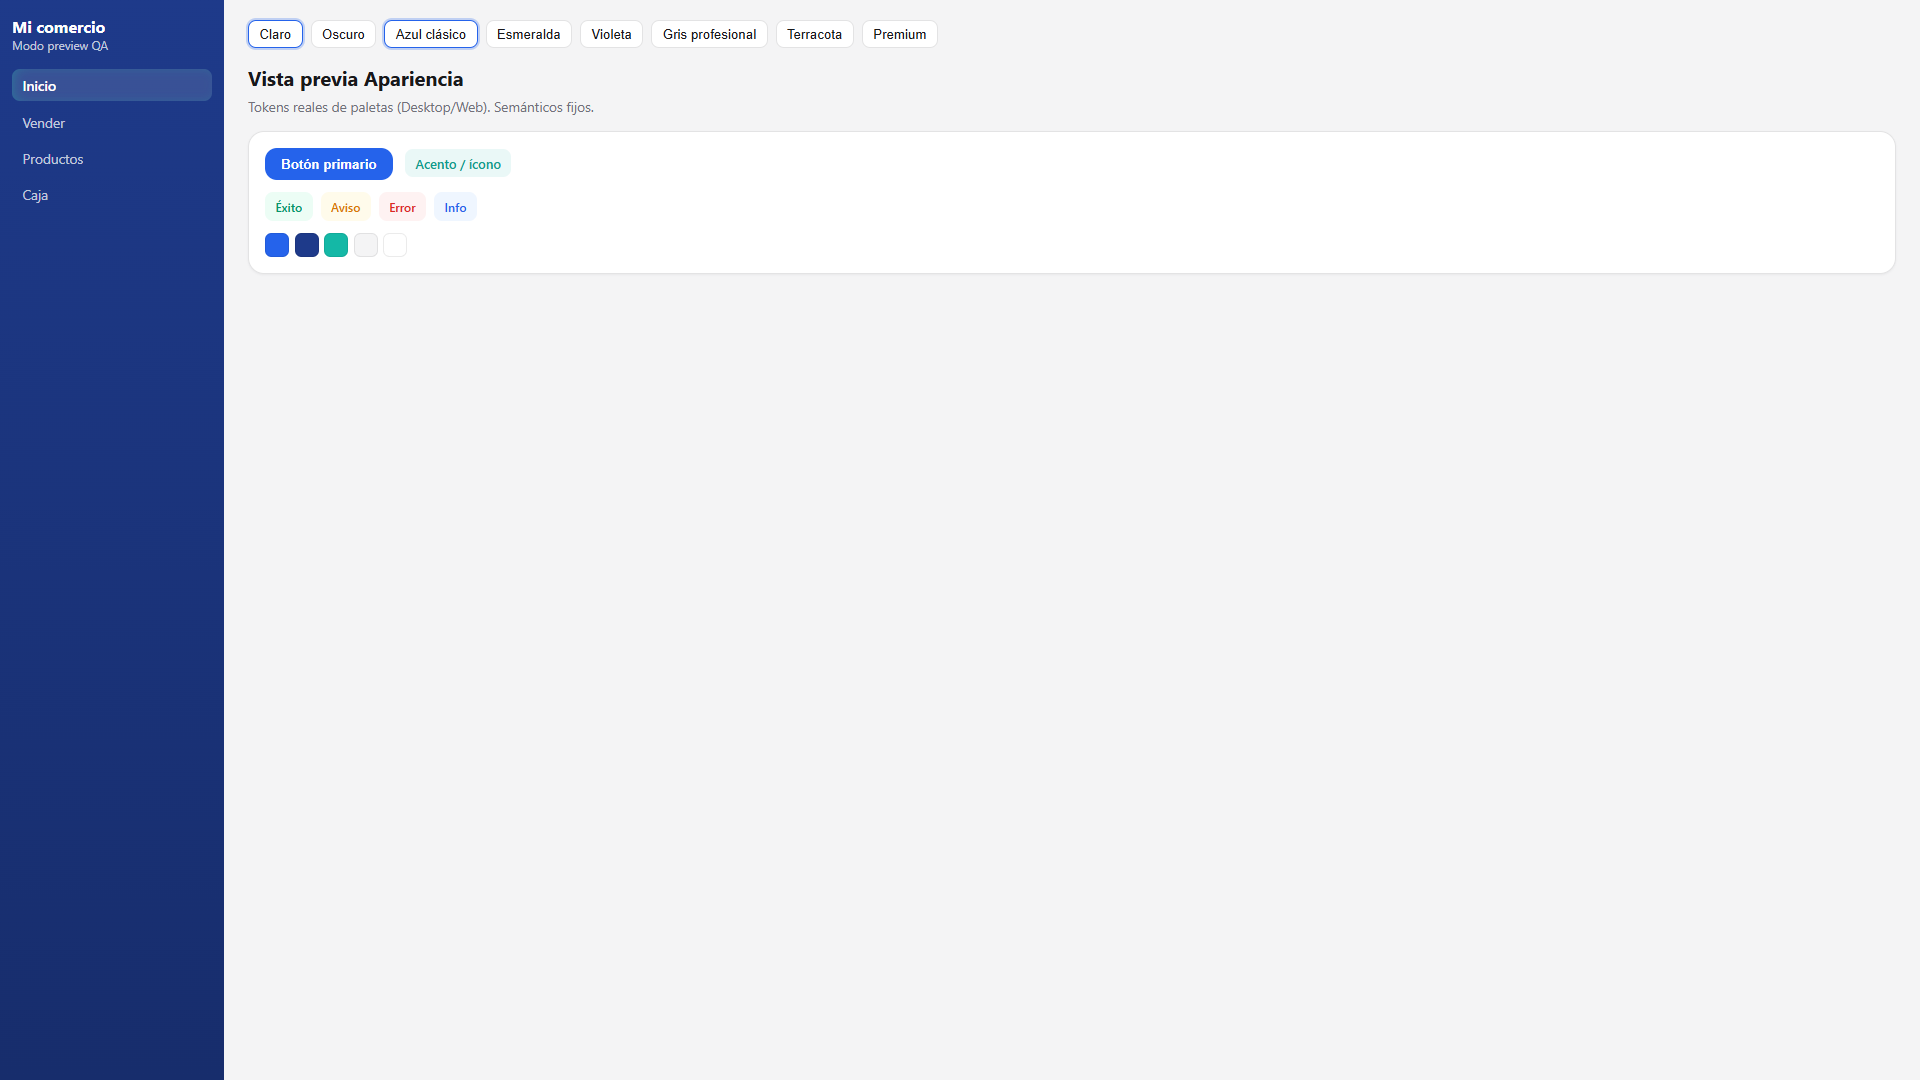 Mi comercio
Modo preview QA
Inicio
Vender
Productos
Caja
Claro Oscuro Azul clásico Esmeralda Violeta Gris profesional Terracota Premium
Vista previa Apariencia
Tokens reales de paletas (Desktop/Web). Semánticos fijos.
Botón primario Acento / ícono
Éxito Aviso Error Info